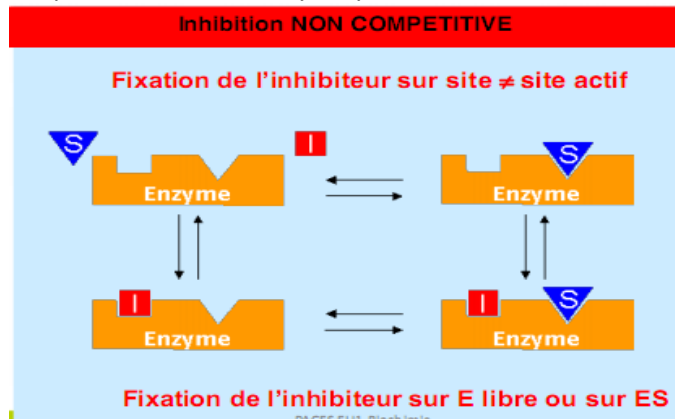 Inhibition NON COMPETITIVE
Fixation de l'inhibiteur sur site ≠ site actif
S
I
S
Enzyme
Enzyme
I
I
S
Enzyme
Enzyme
Fixation de l'inhibiteur sur E libre ou sur ES